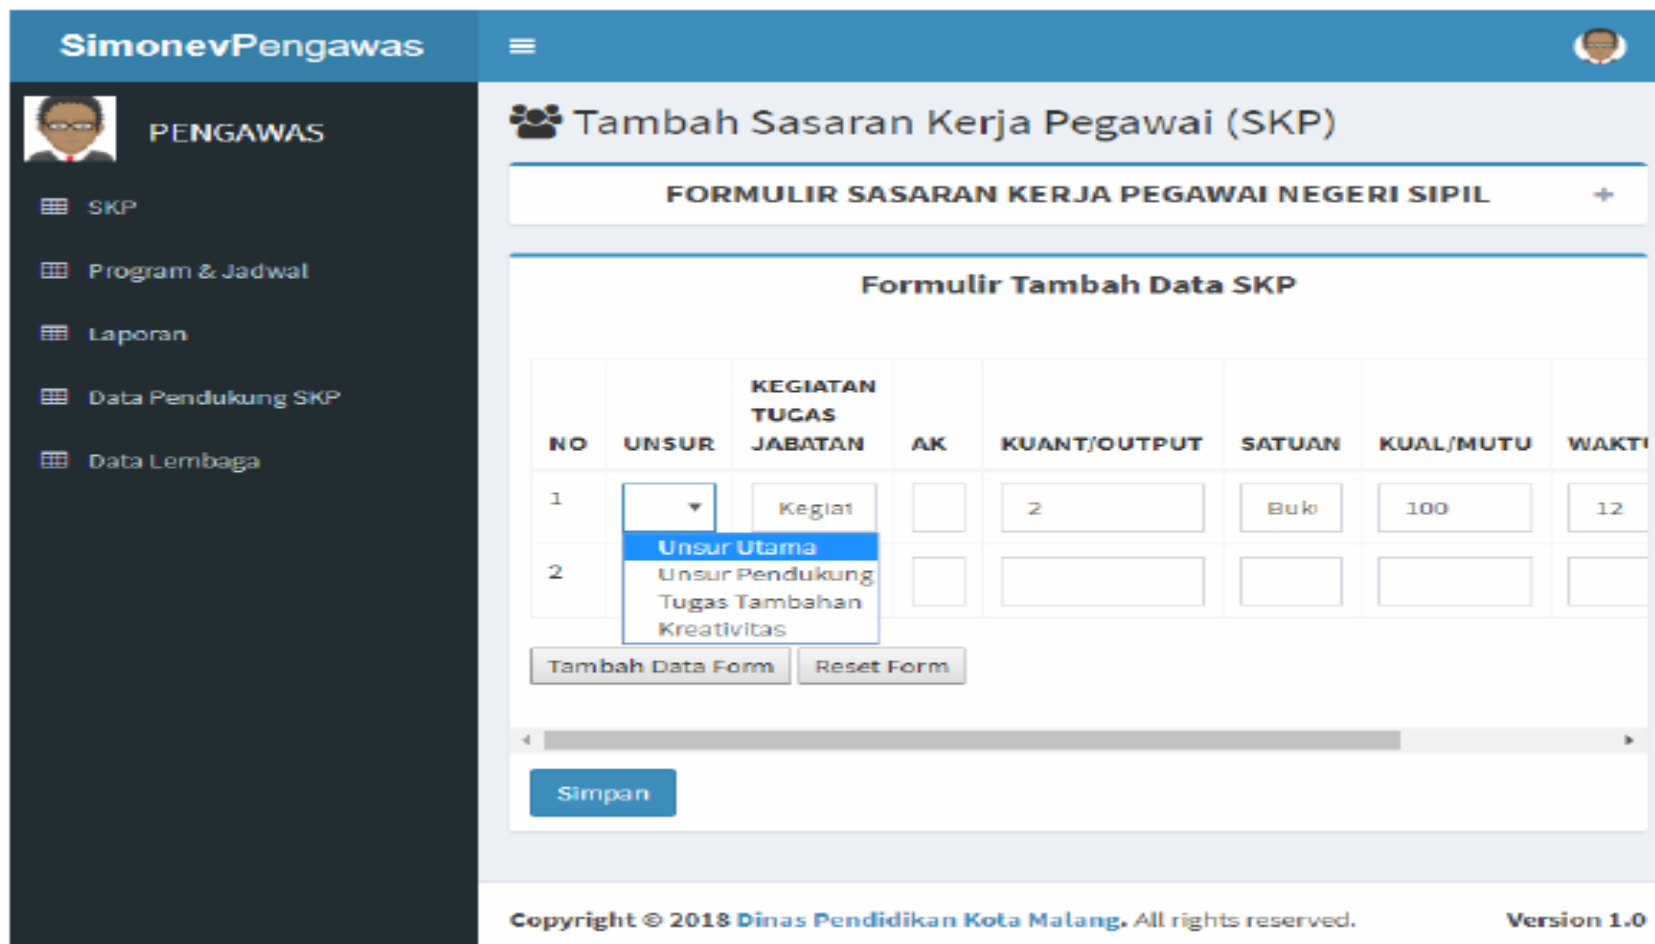 SimonevPengawas
PENGAWAS
SKP
Program & Jadwal
Laporan
Data Pendukung SKP
Data Lembaga
Tambah Sasaran Kerja Pegawai (SKP)
FORMULIR SASARAN KERJA PEGAWAI NEGERI SIPIL
Formulir Tambah Data SKP
NO UNSUR KEGIATAN TUGAS JABATAN AK KUANT/OUTPUT SATUAN KUAL/MUTU
1 2 100 12
Unsur Utama
2
Unsur Pendukung
Tugas Tambahan
Kreativitas
Tambah Data Form Reset Form
Simpan
Copyright © 2018 Dinas Pendidikan Kota Malang. All rights reserved. Version 1.0